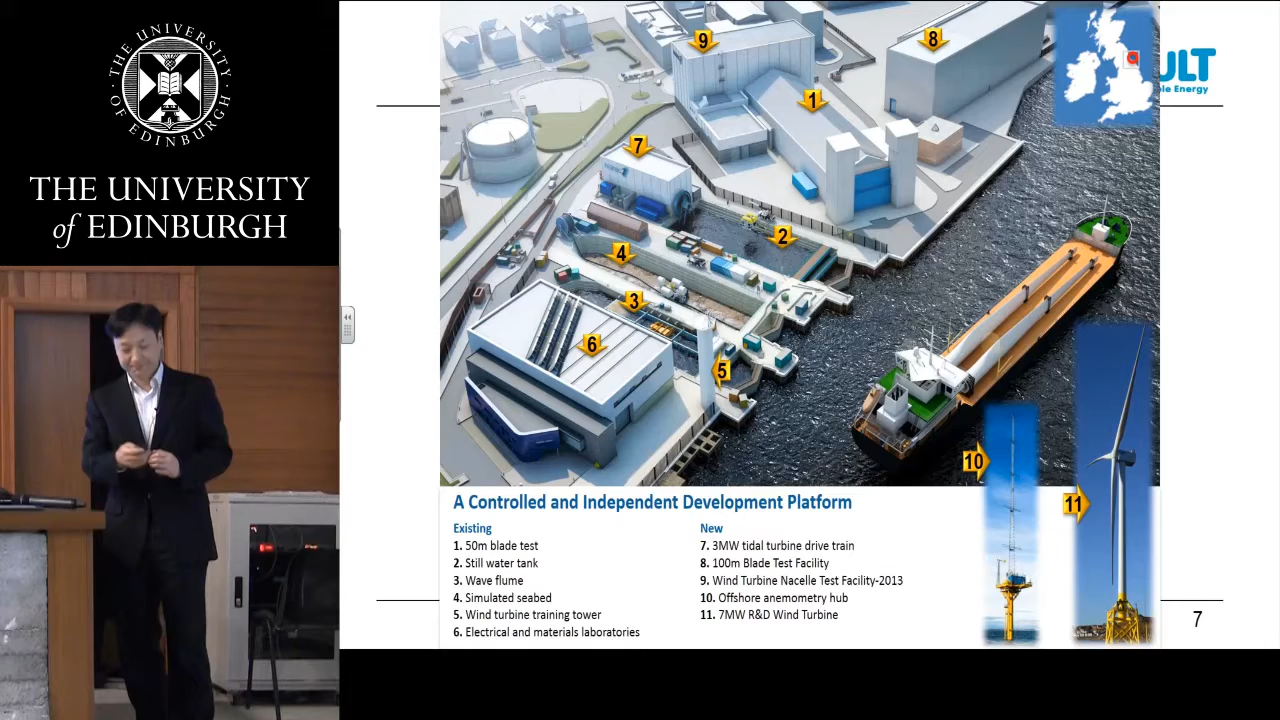 THE UNIVERSITY
OF EDINBURGH
THE UNIVERSITY
of EDINBURGH
9
8
1
7
2
4
3
6
5
10
11
A Controlled and Independent Development Platform
Existing
1. 50m blade test
2. Still water tank
3. Wave flume
4. Simulated seabed
5. Wind turbine training tower
6. Electrical and materials laboratories
New
7. 3MW tidal turbine drive train
8. 100m Blade Test Facility
9. Wind Turbine Nacelle Test Facility-2013
10. Offshore anemometry hub
11. 7MW R&D Wind Turbine
7